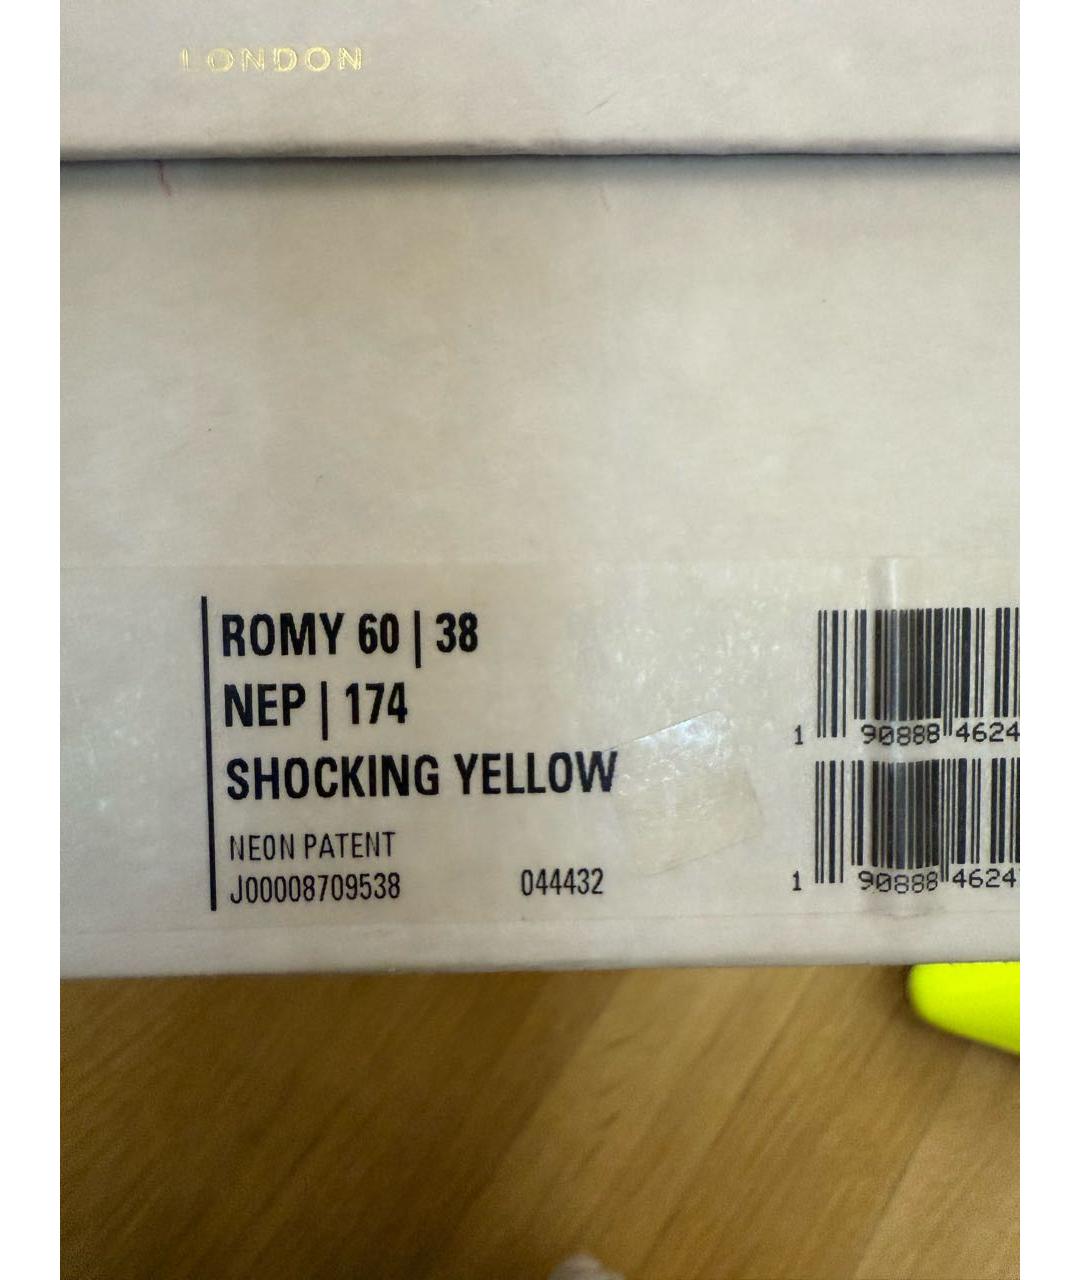 LONDON
ROMY 60 | 38
NEP | 174
SHOCKING YELLOW
NEON PATENT
J00008709538 044432
1 90888 4624
1 90888 4624